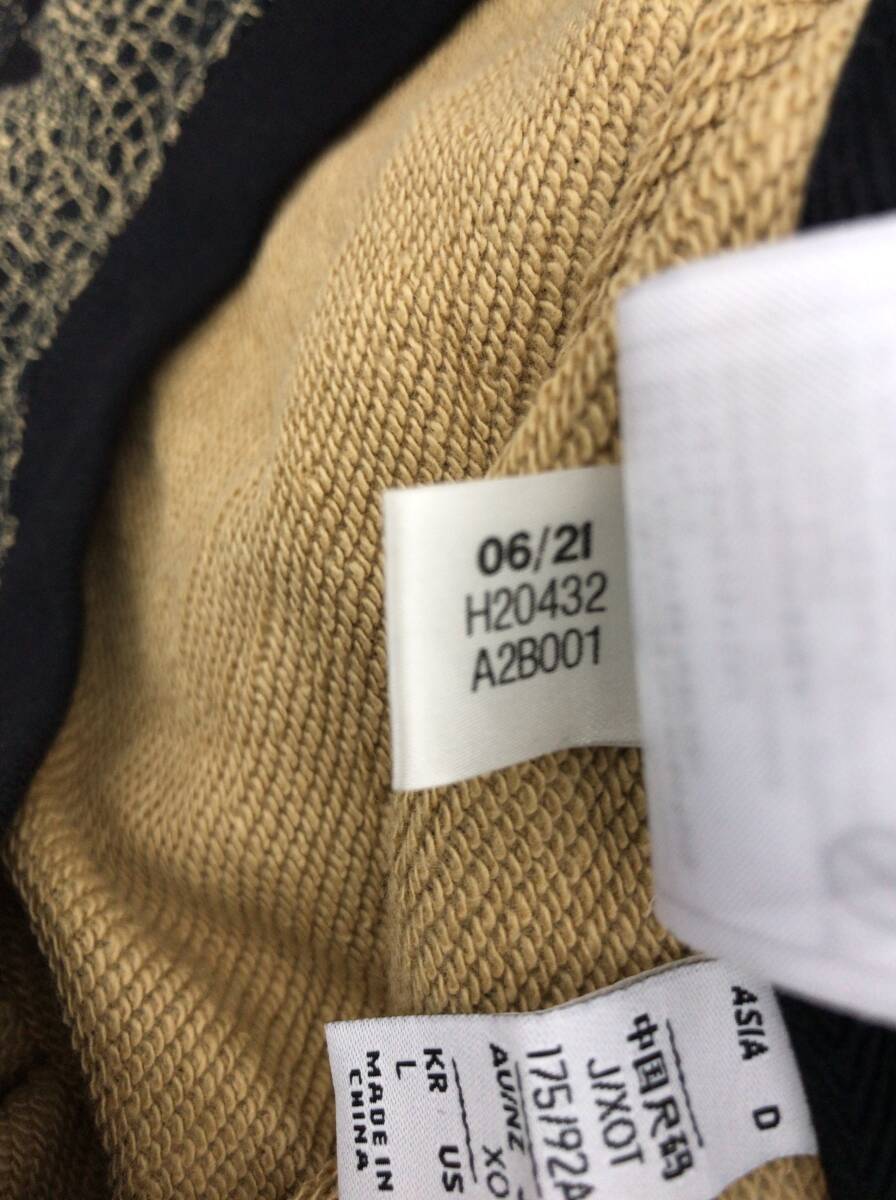 06/21
H20432
A2B001
ASIA D
中国尺码
J/XOT
175/92A
AU/NZ XO
KR US
L
MADE IN
CHINA